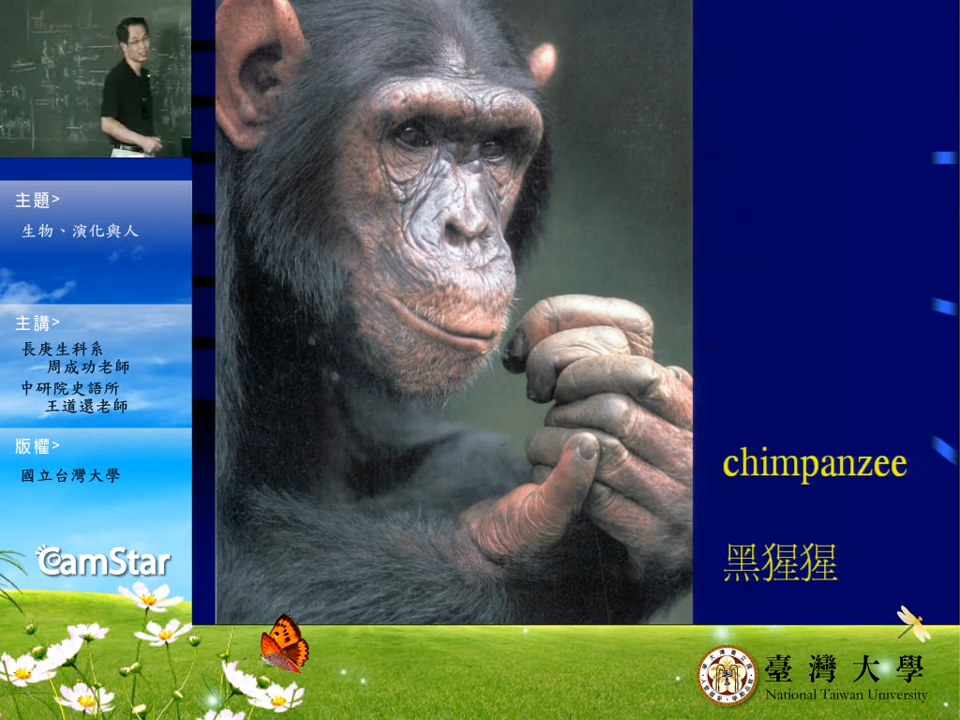 主題>
生物、演化與人
主講>
長庚生科系
周成功老師
中研院史語所
王道還老師
版權>
國立台灣大學
CamStar
chimpanzee
黑猩猩
臺灣大學
National Taiwan University